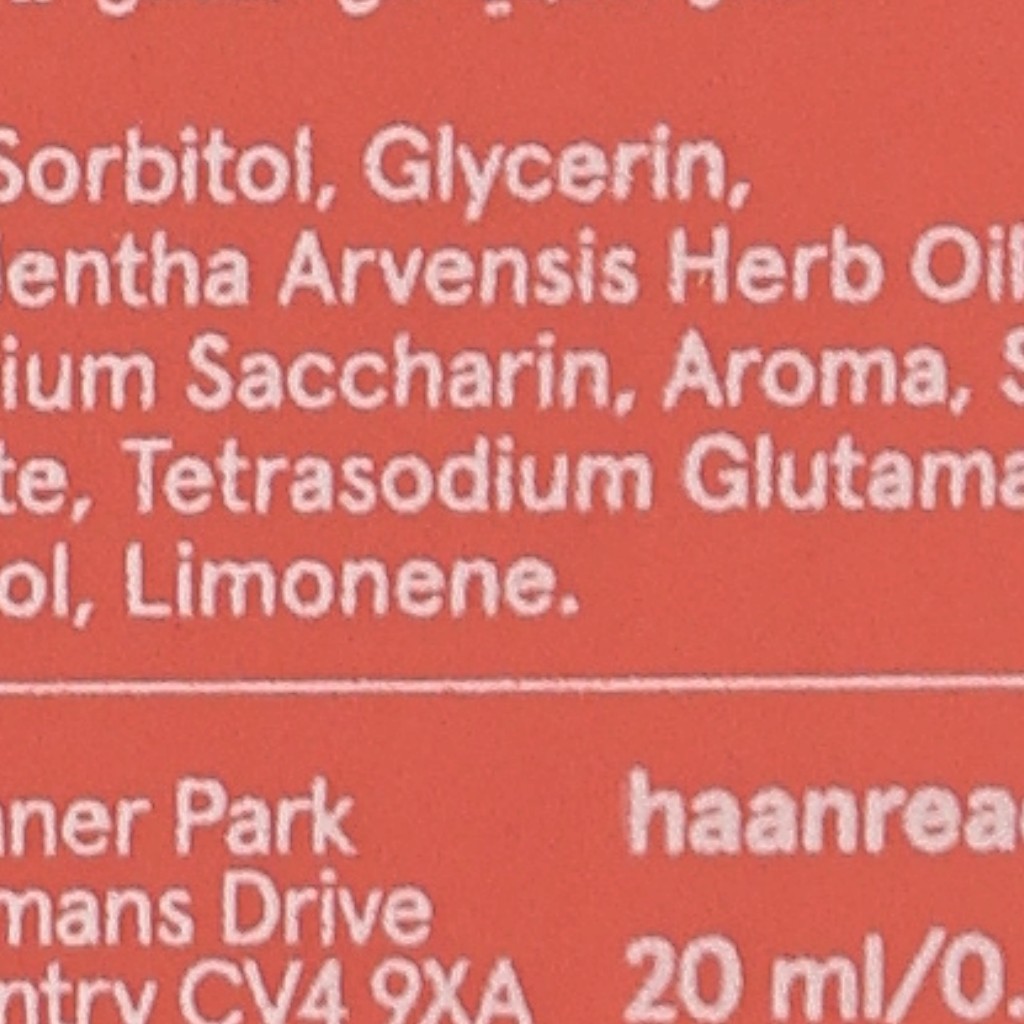 Sorbitol, Glycerin,
entha Arvensis Herb Oil
ium Saccharin, Aroma, S
te, Tetrasodium Glutama
ol, Limonene.
ner Park
mans Drive
ntry CV4 9XA
haanrea
20 ml/0.